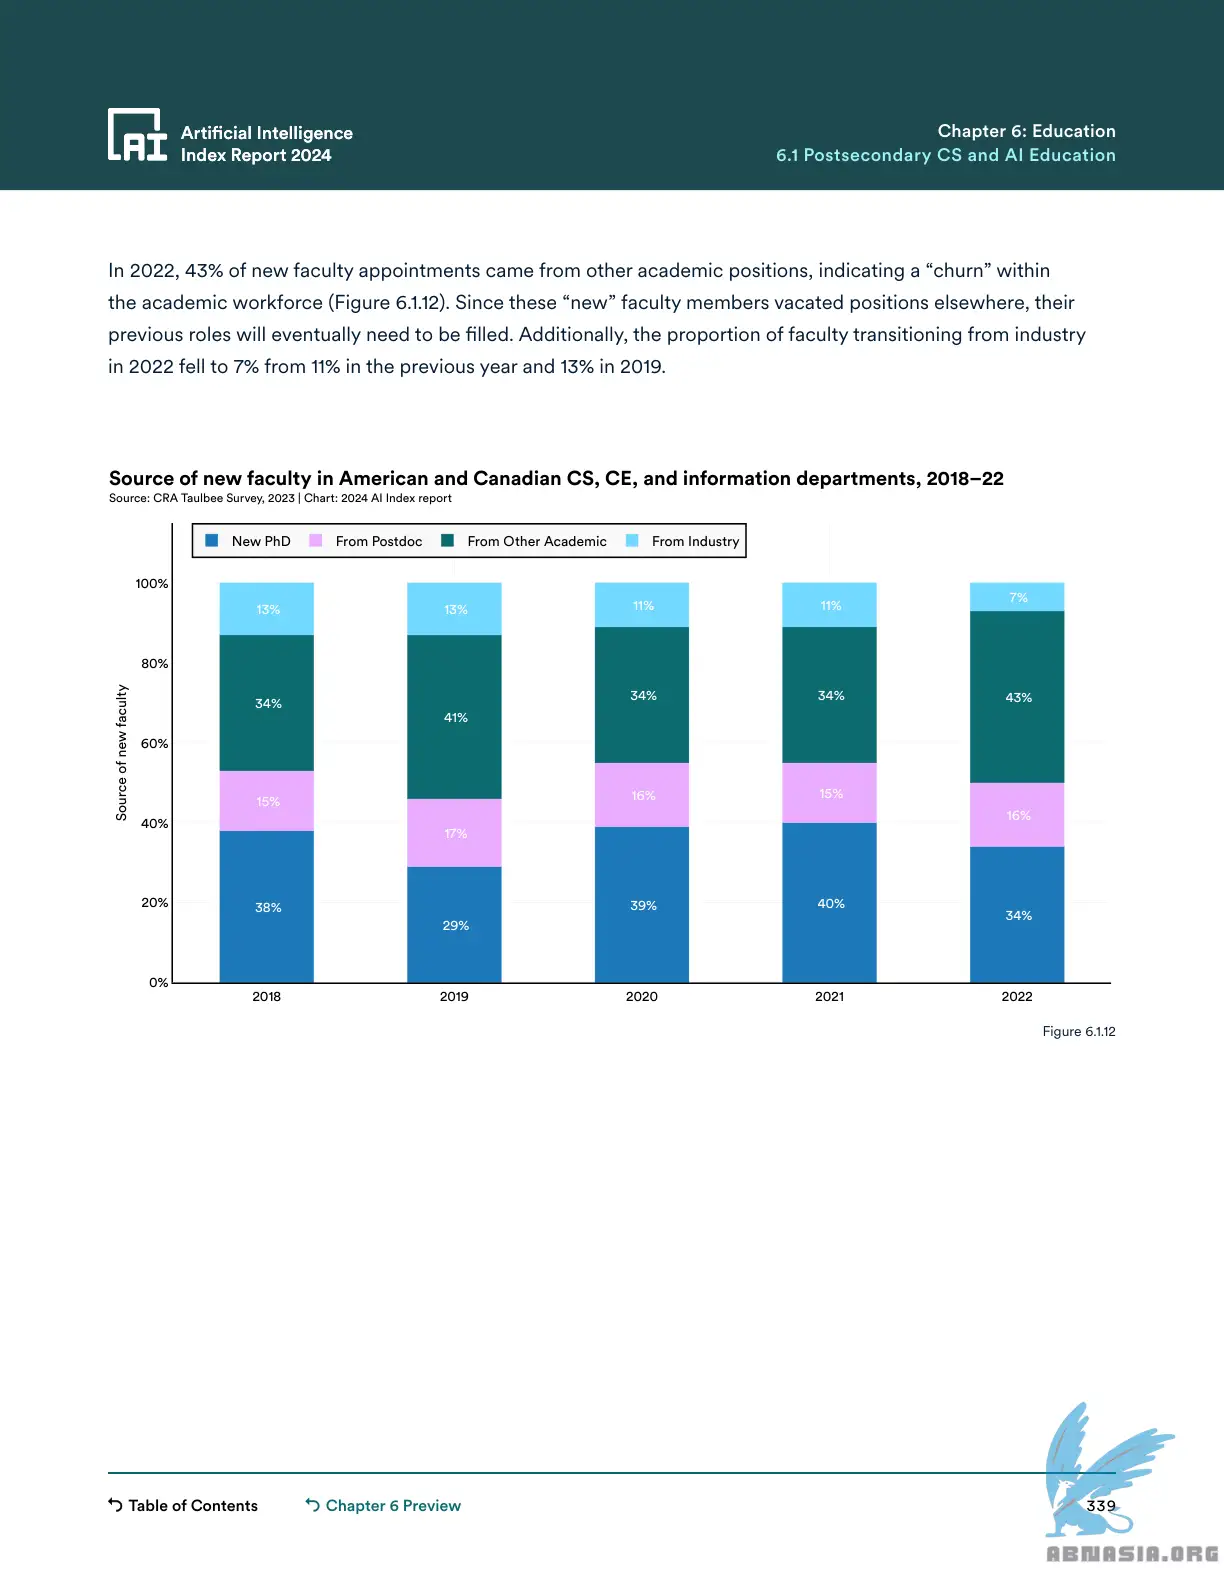 Artificial Intelligence
Index Report 2024
Chapter 6: Education
6.1 Postsecondary CS and AI Education
In 2022, 43% of new faculty appointments came from other academic positions, indicating a “churn” within
the academic workforce (Figure 6.1.12). Since these “new” faculty members vacated positions elsewhere, their
previous roles will eventually need to be filled. Additionally, the proportion of faculty transitioning from industry
in 2022 fell to 7% from 11% in the previous year and 13% in 2019.
Source of new faculty in American and Canadian CS, CE, and information departments, 2018–22
Source: CRA Taulbee Survey, 2023 | Chart: 2024 AI Index report
New PhD From Postdoc From Other Academic From Industry
Source of new faculty
100%
80%
60%
40%
20%
0%
13%
34%
15%
38%
13%
41%
17%
29%
11%
34%
16%
39%
11%
34%
15%
40%
7%
43%
16%
34%
2018 2019 2020 2021 2022
Figure 6.1.12
Table of Contents
Chapter 6 Preview
339
ABNASIA.ORG